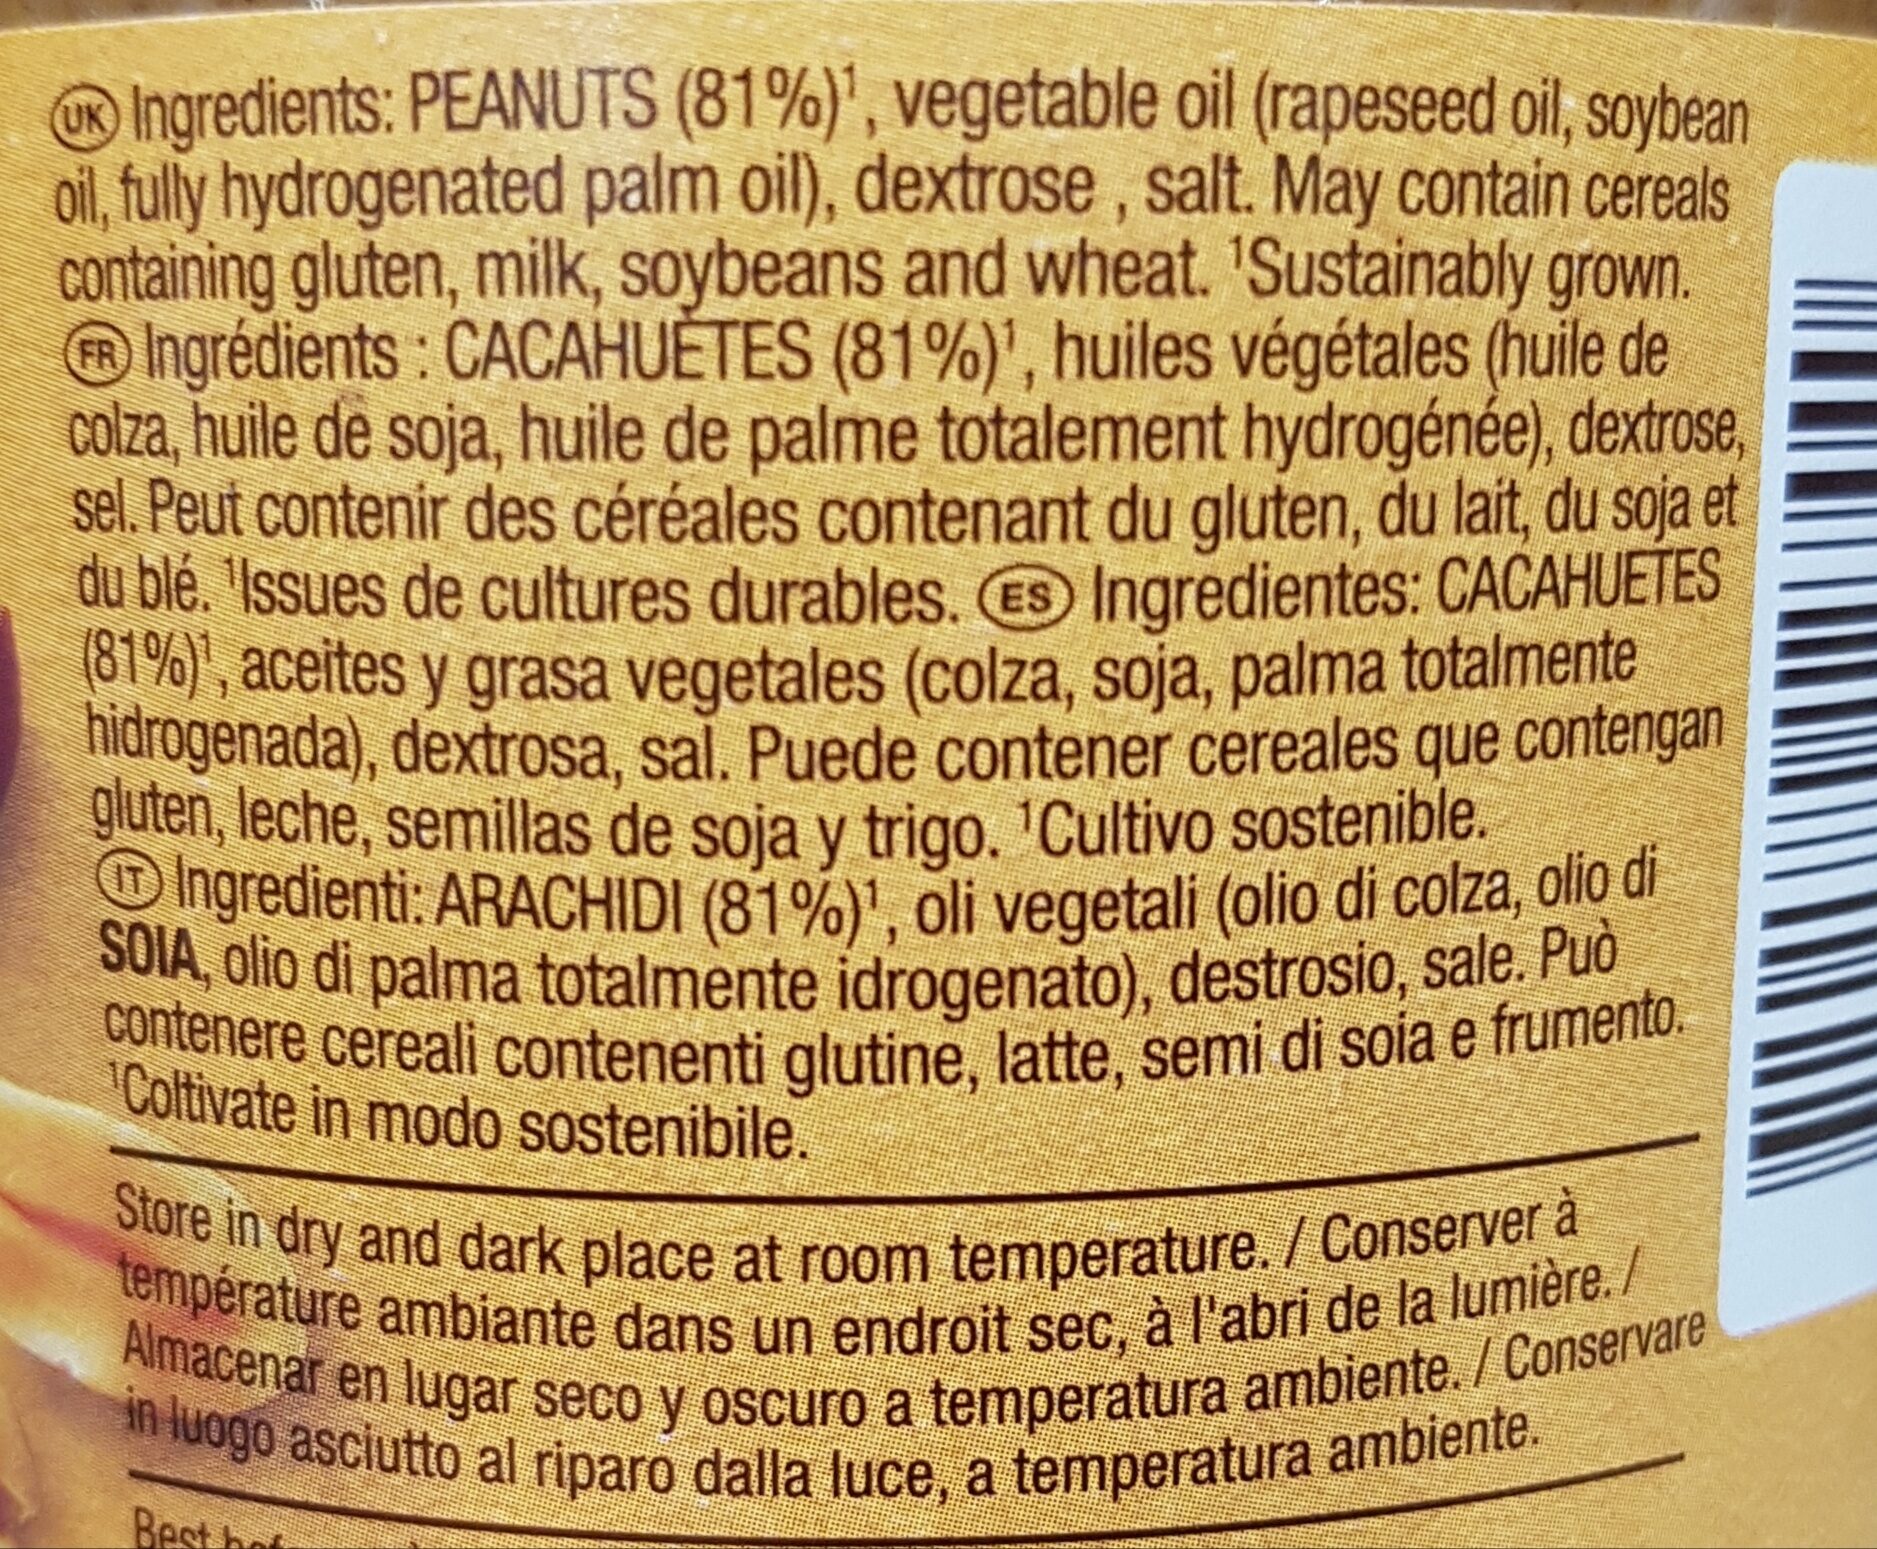 UK Ingredients: PEANUTS (81%)¹, vegetable oil (rapeseed oil, soybean
oil, fully hydrogenated palm oil), dextrose , salt. May contain cereals
containing gluten, milk, soybeans and wheat. ¹Sustainably grown.
FR Ingrédients : CACAHUÈTES (81%)¹, huiles végétales (huile de
colza, huile de soja, huile de palme totalement hydrogénée), dextrose,
sel. Peut contenir des céréales contenant du gluten, du lait, du soja et
du blé. ¹Issues de cultures durables. ES Ingredientes: CACAHUETES
(81%)¹, aceites y grasa vegetales (colza, soja, palma totalmente
hidrogenada), dextrosa, sal. Puede contener cereales que contengan
gluten, leche, semillas de soja y trigo. ¹Cultivo sostenible.
IT Ingredienti: ARACHIDI (81%)¹, oli vegetali (olio di colza, olio di
SOIA, olio di palma totalmente idrogenato), destrosio, sale. Può
contenere cereali contenenti glutine, latte, semi di soia e frumento.
¹Coltivate in modo sostenibile.
Store in dry and dark place at room temperature. / Conserver à
température ambiante dans un endroit sec, à l'abri de la lumière. /
Almacenar en lugar seco y oscuro a temperatura ambiente. / Conservare
in luogo asciutto al riparo dalla luce, a temperatura ambiente.
Best